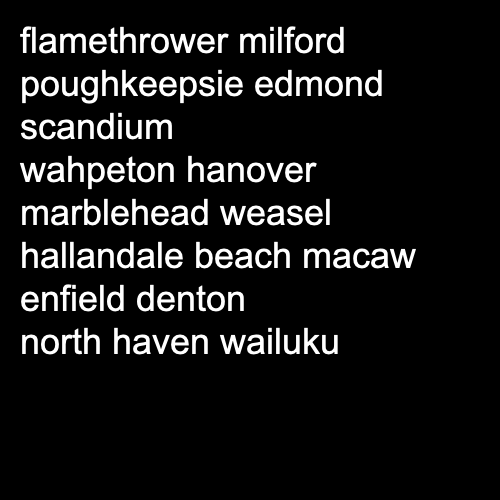 flamethrower milford
poughkeepsie edmond
scandium
wahpeton hanover
marblehead weasel
hallandale beach macaw
enfield denton
north haven wailuku